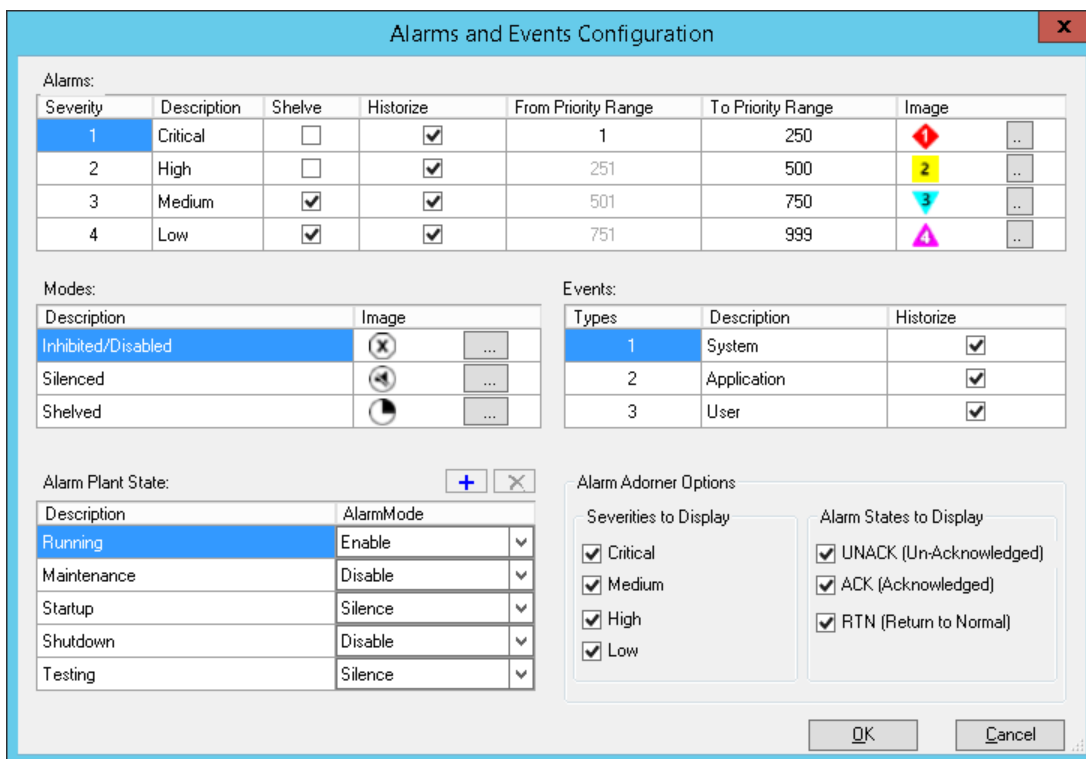 Alarms and Events Configuration
x
Alarms:
Severity Description Shelve Historize From Priority Range To Priority Range Image
1 Critical 1 250 1 ..
2 High 251 500 2 ..
3 Medium 501 750 3 ..
4 Low 751 999 4 ..
Modes:
Description Image
Inhibited/Disabled X ...
Silenced ...
Shelved ...
Events:
Types Description Historize
1 System
2 Application
3 User
Alarm Plant State: +
Description AlarmMode
Running Enable
Maintenance Disable
Startup Silence
Shutdown Disable
Testing Silence
Alarm Adorner Options
Severities to Display
Critical
Medium
High
Low
Alarm States to Display
UNACK (Un-Acknowledged)
ACK (Acknowledged)
RTN (Return to Normal)
OK Cancel